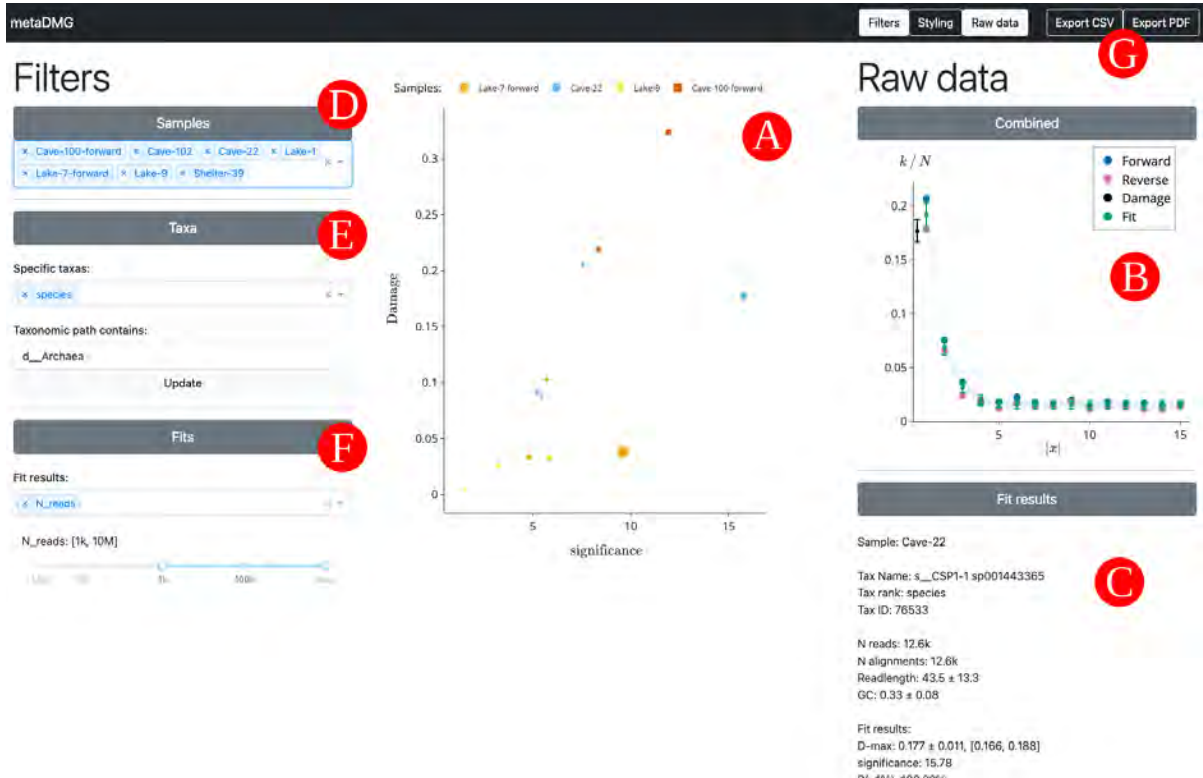 metaDMG
Filters Styling Raw data Export CSV Export PDF
G
Filters
D
Samples
× Cave-100-forward × Cave-102 × Cave-22 × Lake-1
× Lake-7-forward × Lake-9 × Shelter-39
E
Taxa
Specific taxas:
× species
Taxonomic path contains:
d__Archaea
Update
F
Fits
Fit results:
× N_reads
N_reads: [1k, 10M]
1k 100k
Samples: Lake-7-forward Cave-22 Lake-9 Cave-100-forward
A
Damage
0.3
0.25
0.2
0.15
0.1
0.05
0
5 10 15
significance
Raw data
Combined
k / N
Forward
Reverse
Damage
Fit
B
0.2
0.15
0.1
0.05
0
5 10 15
|x|
Fit results
Sample: Cave-22
C
Tax Name: s__CSP1-1 sp001443365
Tax rank: species
Tax ID: 76533
N reads: 12.6k
N alignments: 12.6k
Readlength: 43.5 ± 13.3
GC: 0.33 ± 0.08
Fit results:
D-max: 0.177 ± 0.011, [0.166, 0.188]
significance: 15.78